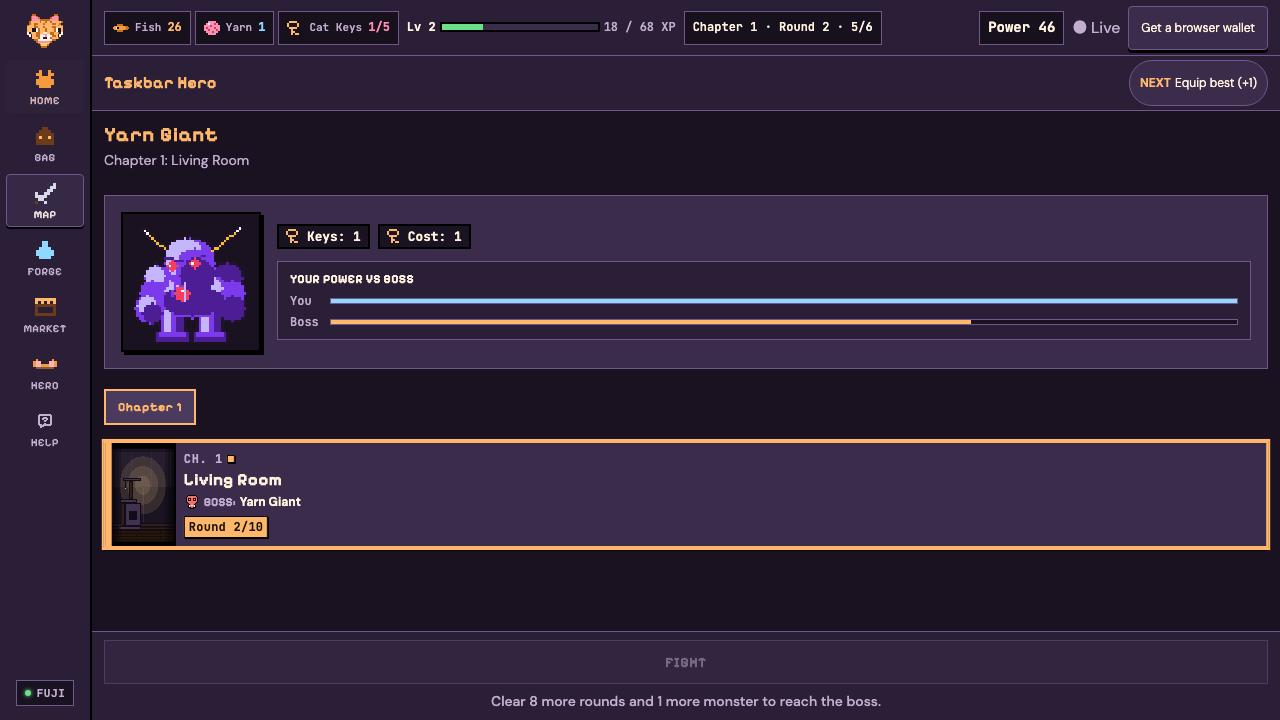 Fish 26
Yarn 1
Cat Keys 1/5
Lv 2
18 / 68 XP
Chapter 1 · Round 2 · 5/6
Power 46
Live
Get a browser wallet
HOME
BAG
MAP
FORGE
MARKET
HERO
HELP
FUJI
Taskbar Hero
NEXT Equip best (+1)
Yarn Giant
Chapter 1: Living Room
Keys: 1
Cost: 1
YOUR POWER VS BOSS
You
Boss
Chapter 1
CH. 1
Living Room
BOSS: Yarn Giant
Round 2/10
FIGHT
Clear 8 more rounds and 1 more monster to reach the boss.